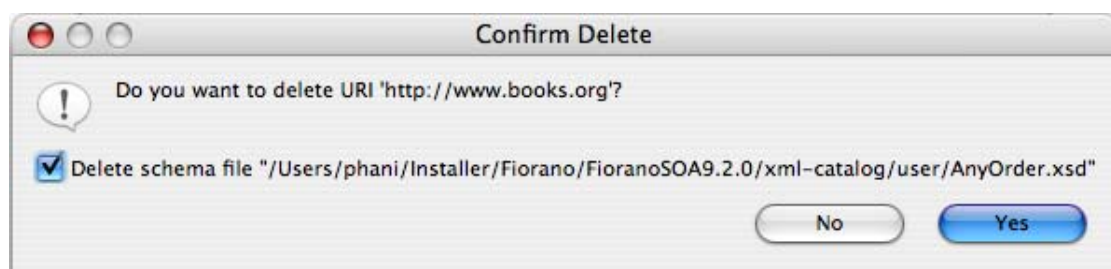 Confirm Delete
Do you want to delete URI 'http://www.books.org'?
Delete schema file "/Users/phani/Installer/Fiorano/FioranoSOA9.2.0/xml-catalog/user/AnyOrder.xsd"
No
Yes